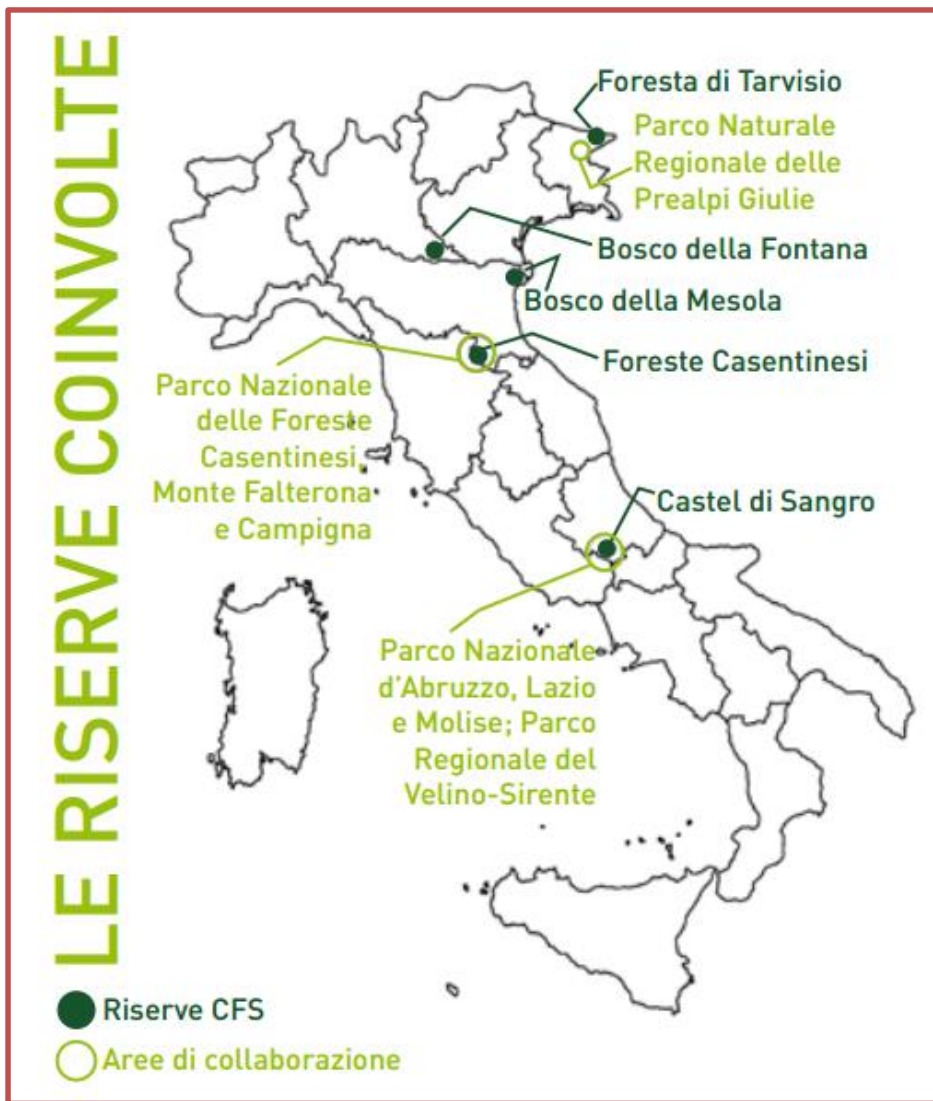 LE RISERVE COINVOLTE
Foresta di Tarvisio
Parco Naturale
Regionale delle
Prealpi Giulie
Bosco della Fontana
Bosco della Mesola
Foreste Casentinesi
Parco Nazionale
delle Foreste
Casentinesi,
Monte Falterona
e Campigna
Castel di Sangro
Parco Nazionale
d'Abruzzo, Lazio
e Molise; Parco
Regionale del
Velino-Sirente
Riserve CFS
Aree di collaborazione